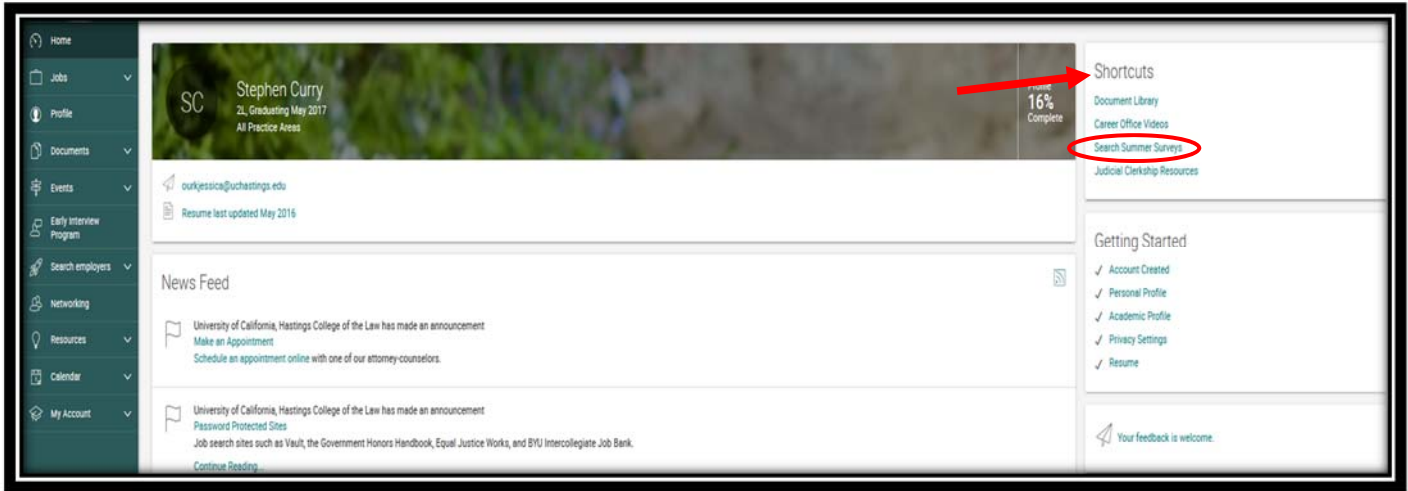 Home
Jobs
Profile
Documents
Events
Early Interview
Program
Search employers
Networking
Resources
Calendar
My Account
SC
Stephen Curry
2L, Graduating May 2017
All Practice Areas
Profile
16%
Complete
ourkjessica@uchastings.edu
Resume last updated May 2016
News Feed
University of California, Hastings College of the Law has made an announcement
Make an Appointment
Schedule an appointment online with one of our attorney-counselors.
University of California, Hastings College of the Law has made an announcement
Password Protected Sites
Job search sites such as Vault, the Government Honors Handbook, Equal Justice Works, and BYU Intercollegiate Job Bank.
Continue Reading...
Shortcuts
Document Library
Career Office Videos
Search Summer Surveys
Judicial Clerkship Resources
Getting Started
Account Created
Personal Profile
Academic Profile
Privacy Settings
Resume
Your feedback is welcome.